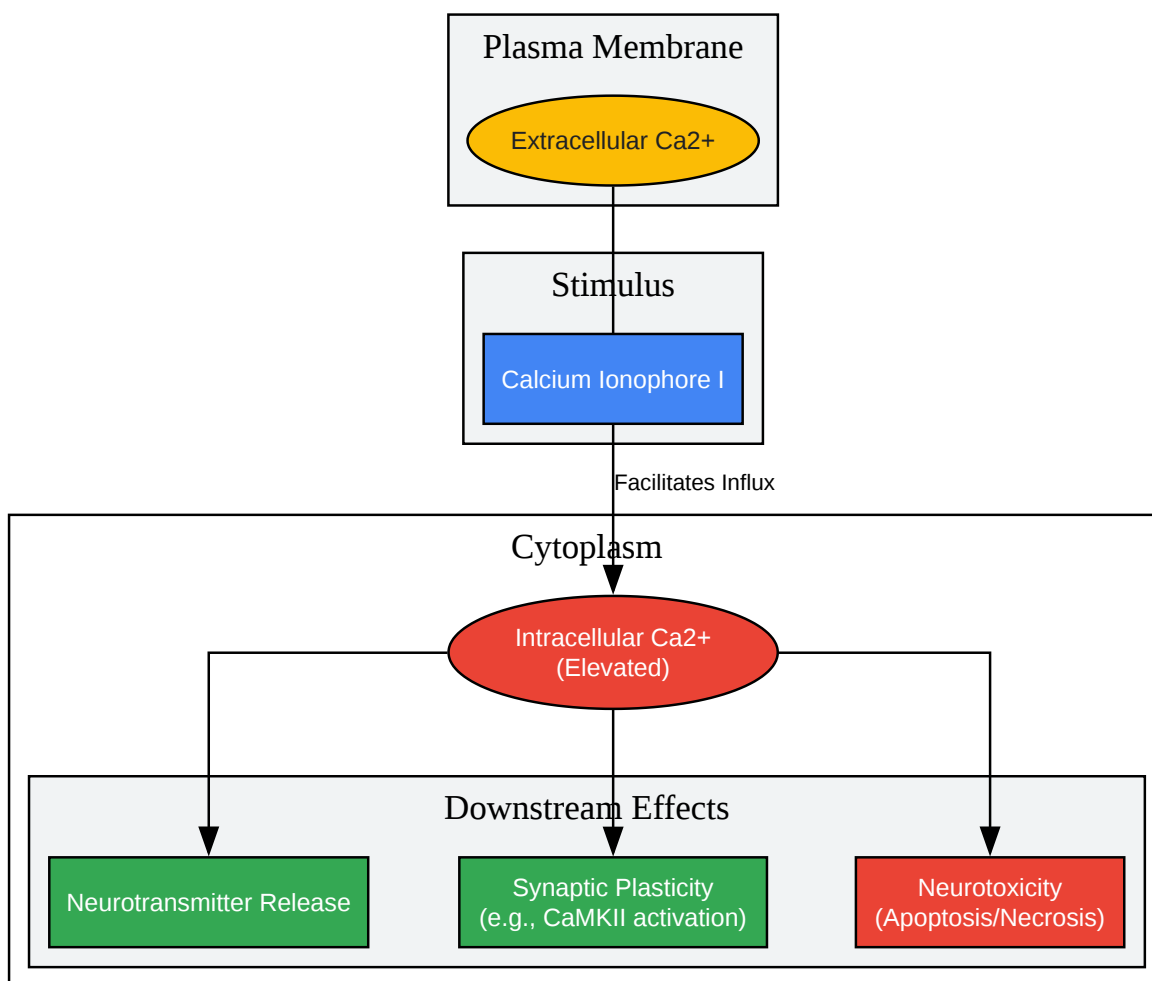 Plasma Membrane
Extracellular Ca2+
Stimulus
Calcium Ionophore I
Facilitates Influx
Cytoplasm
Intracellular Ca2+
(Elevated)
Downstream Effects
Neurotransmitter Release
Synaptic Plasticity
(e.g., CaMKII activation)
Neurotoxicity
(Apoptosis/Necrosis)